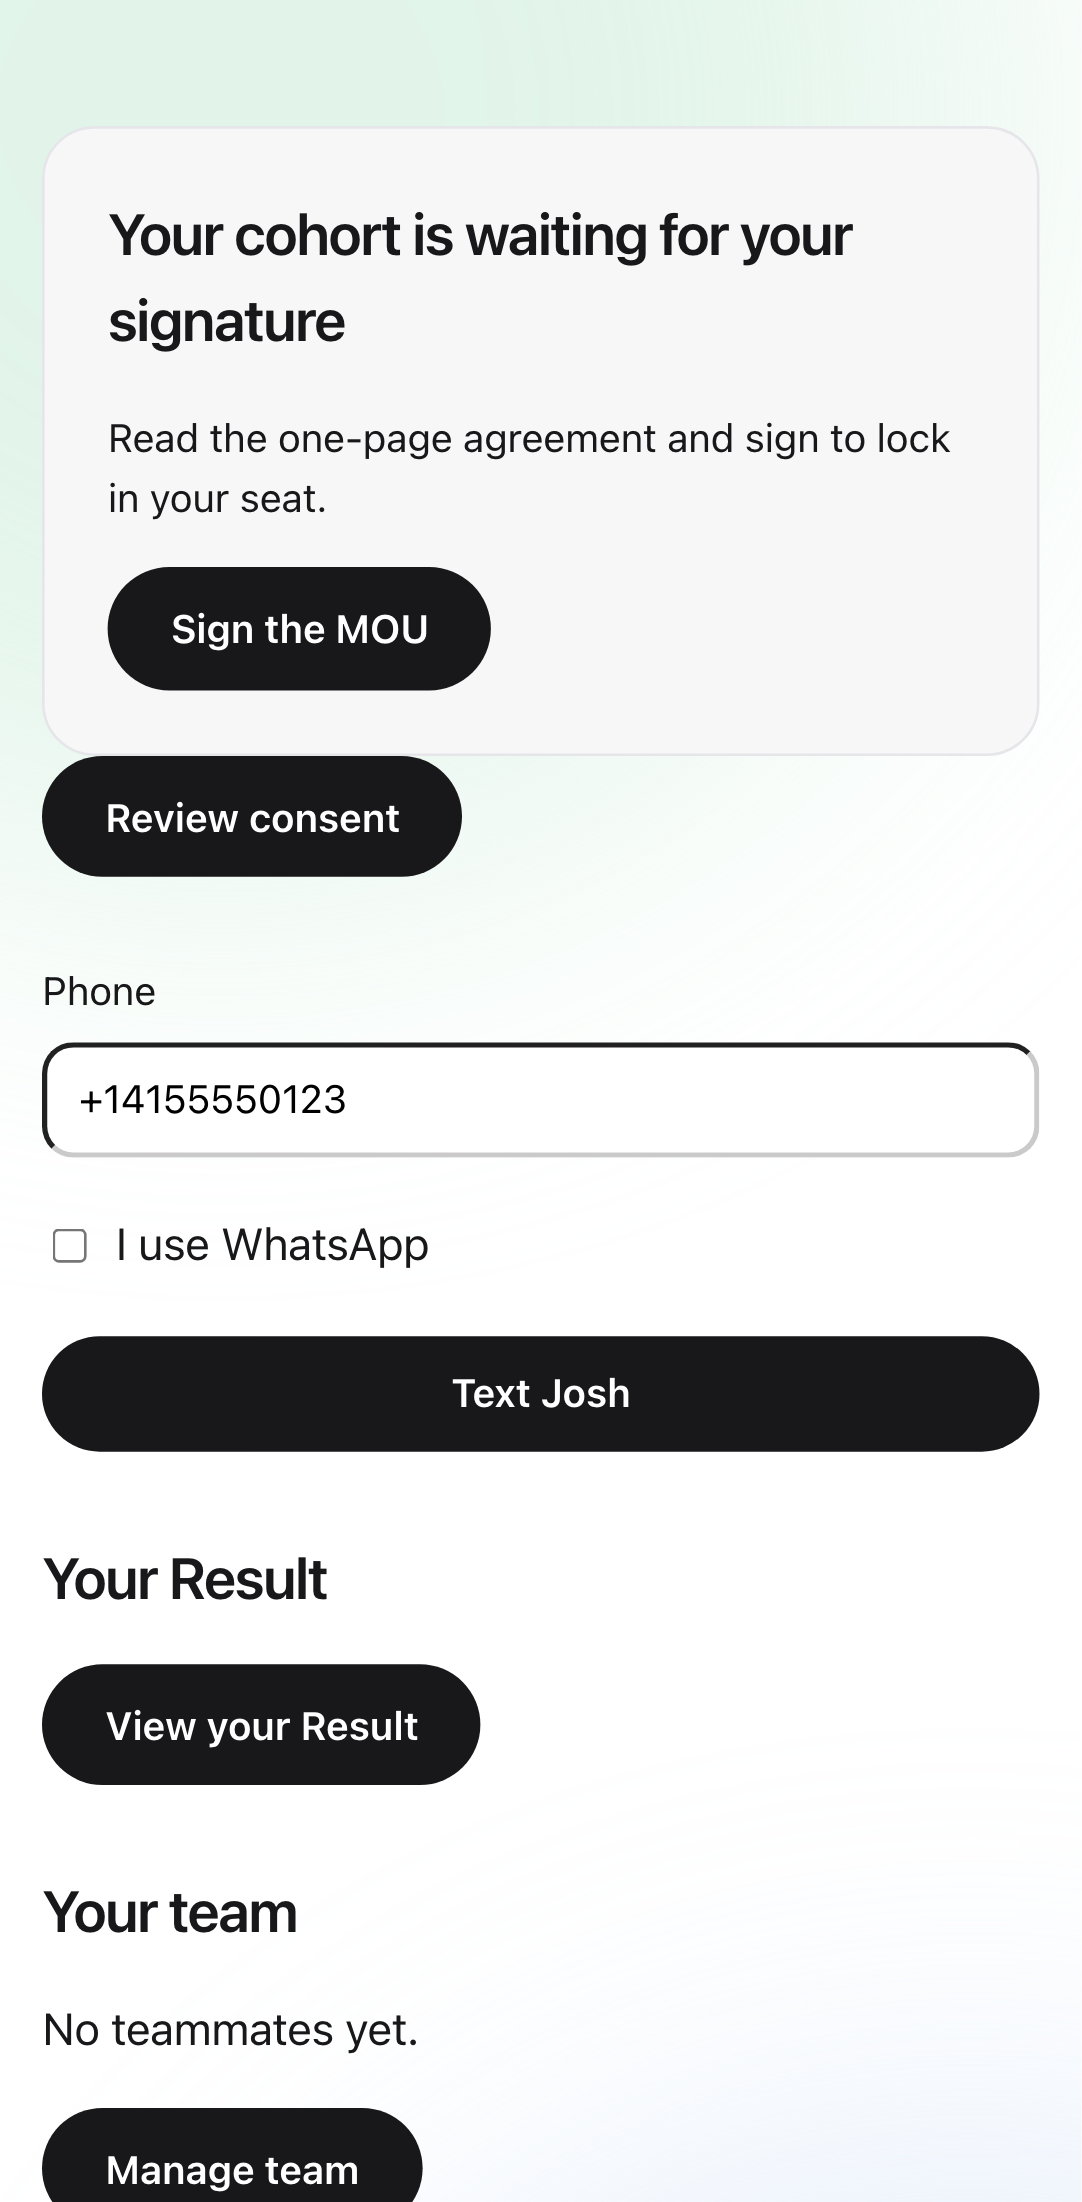 Your cohort is waiting for your
signature
Read the one-page agreement and sign to lock
in your seat.
Sign the MOU
Review consent
Phone
+14155550123
I use WhatsApp
Text Josh
Your Result
View your Result
Your team
No teammates yet.
Manage team